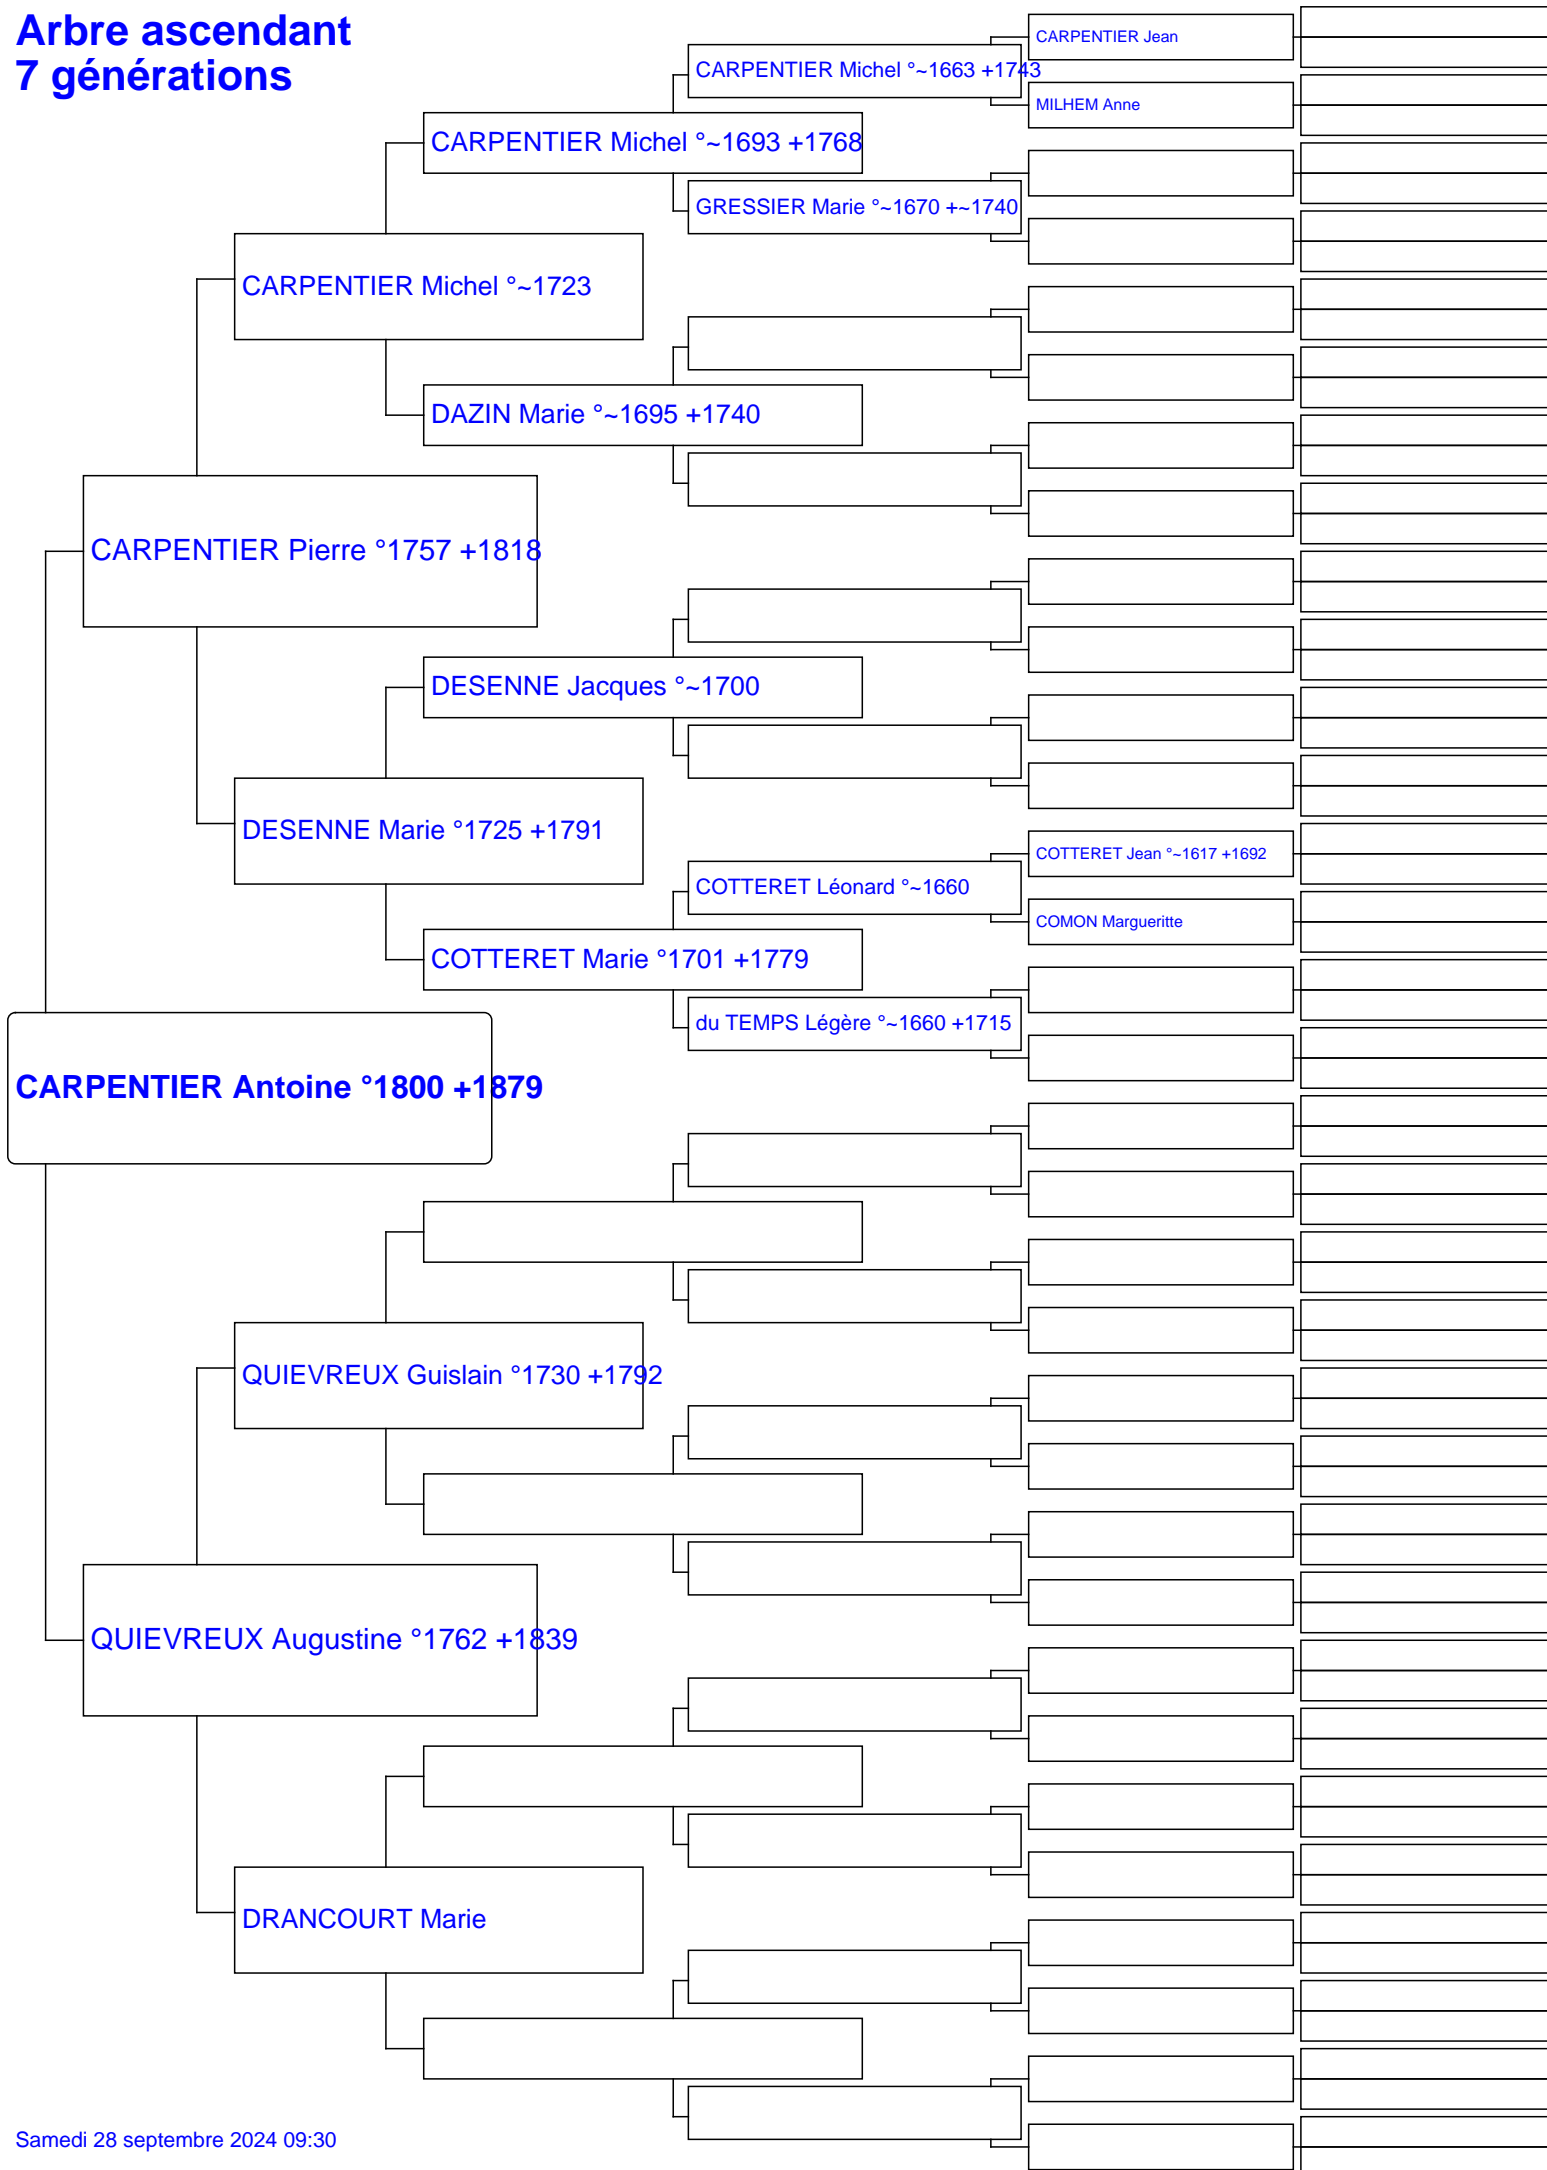 Arbre ascendant
7 générations
CARPENTIER Jean
CARPENTIER Michel °~1663 +1743
MILHEM Anne
CARPENTIER Michel °~1693 +1768
GRESSIER Marie °~1670 +~1740
CARPENTIER Michel °~1723
DAZIN Marie °~1695 +1740
CARPENTIER Pierre °1757 +1818
DESENNE Jacques °~1700
DESENNE Marie °1725 +1791
COTTERET Jean °~1617 +1692
COTTERET Léonard °~1660
COMON Margueritte
COTTERET Marie °1701 +1779
du TEMPS Légère °~1660 +1715
CARPENTIER Antoine °1800 +1879
QUIEVREUX Guislain °1730 +1792
QUIEVREUX Augustine °1762 +1839
DRANCOURT Marie
Samedi 28 septembre 2024 09:30